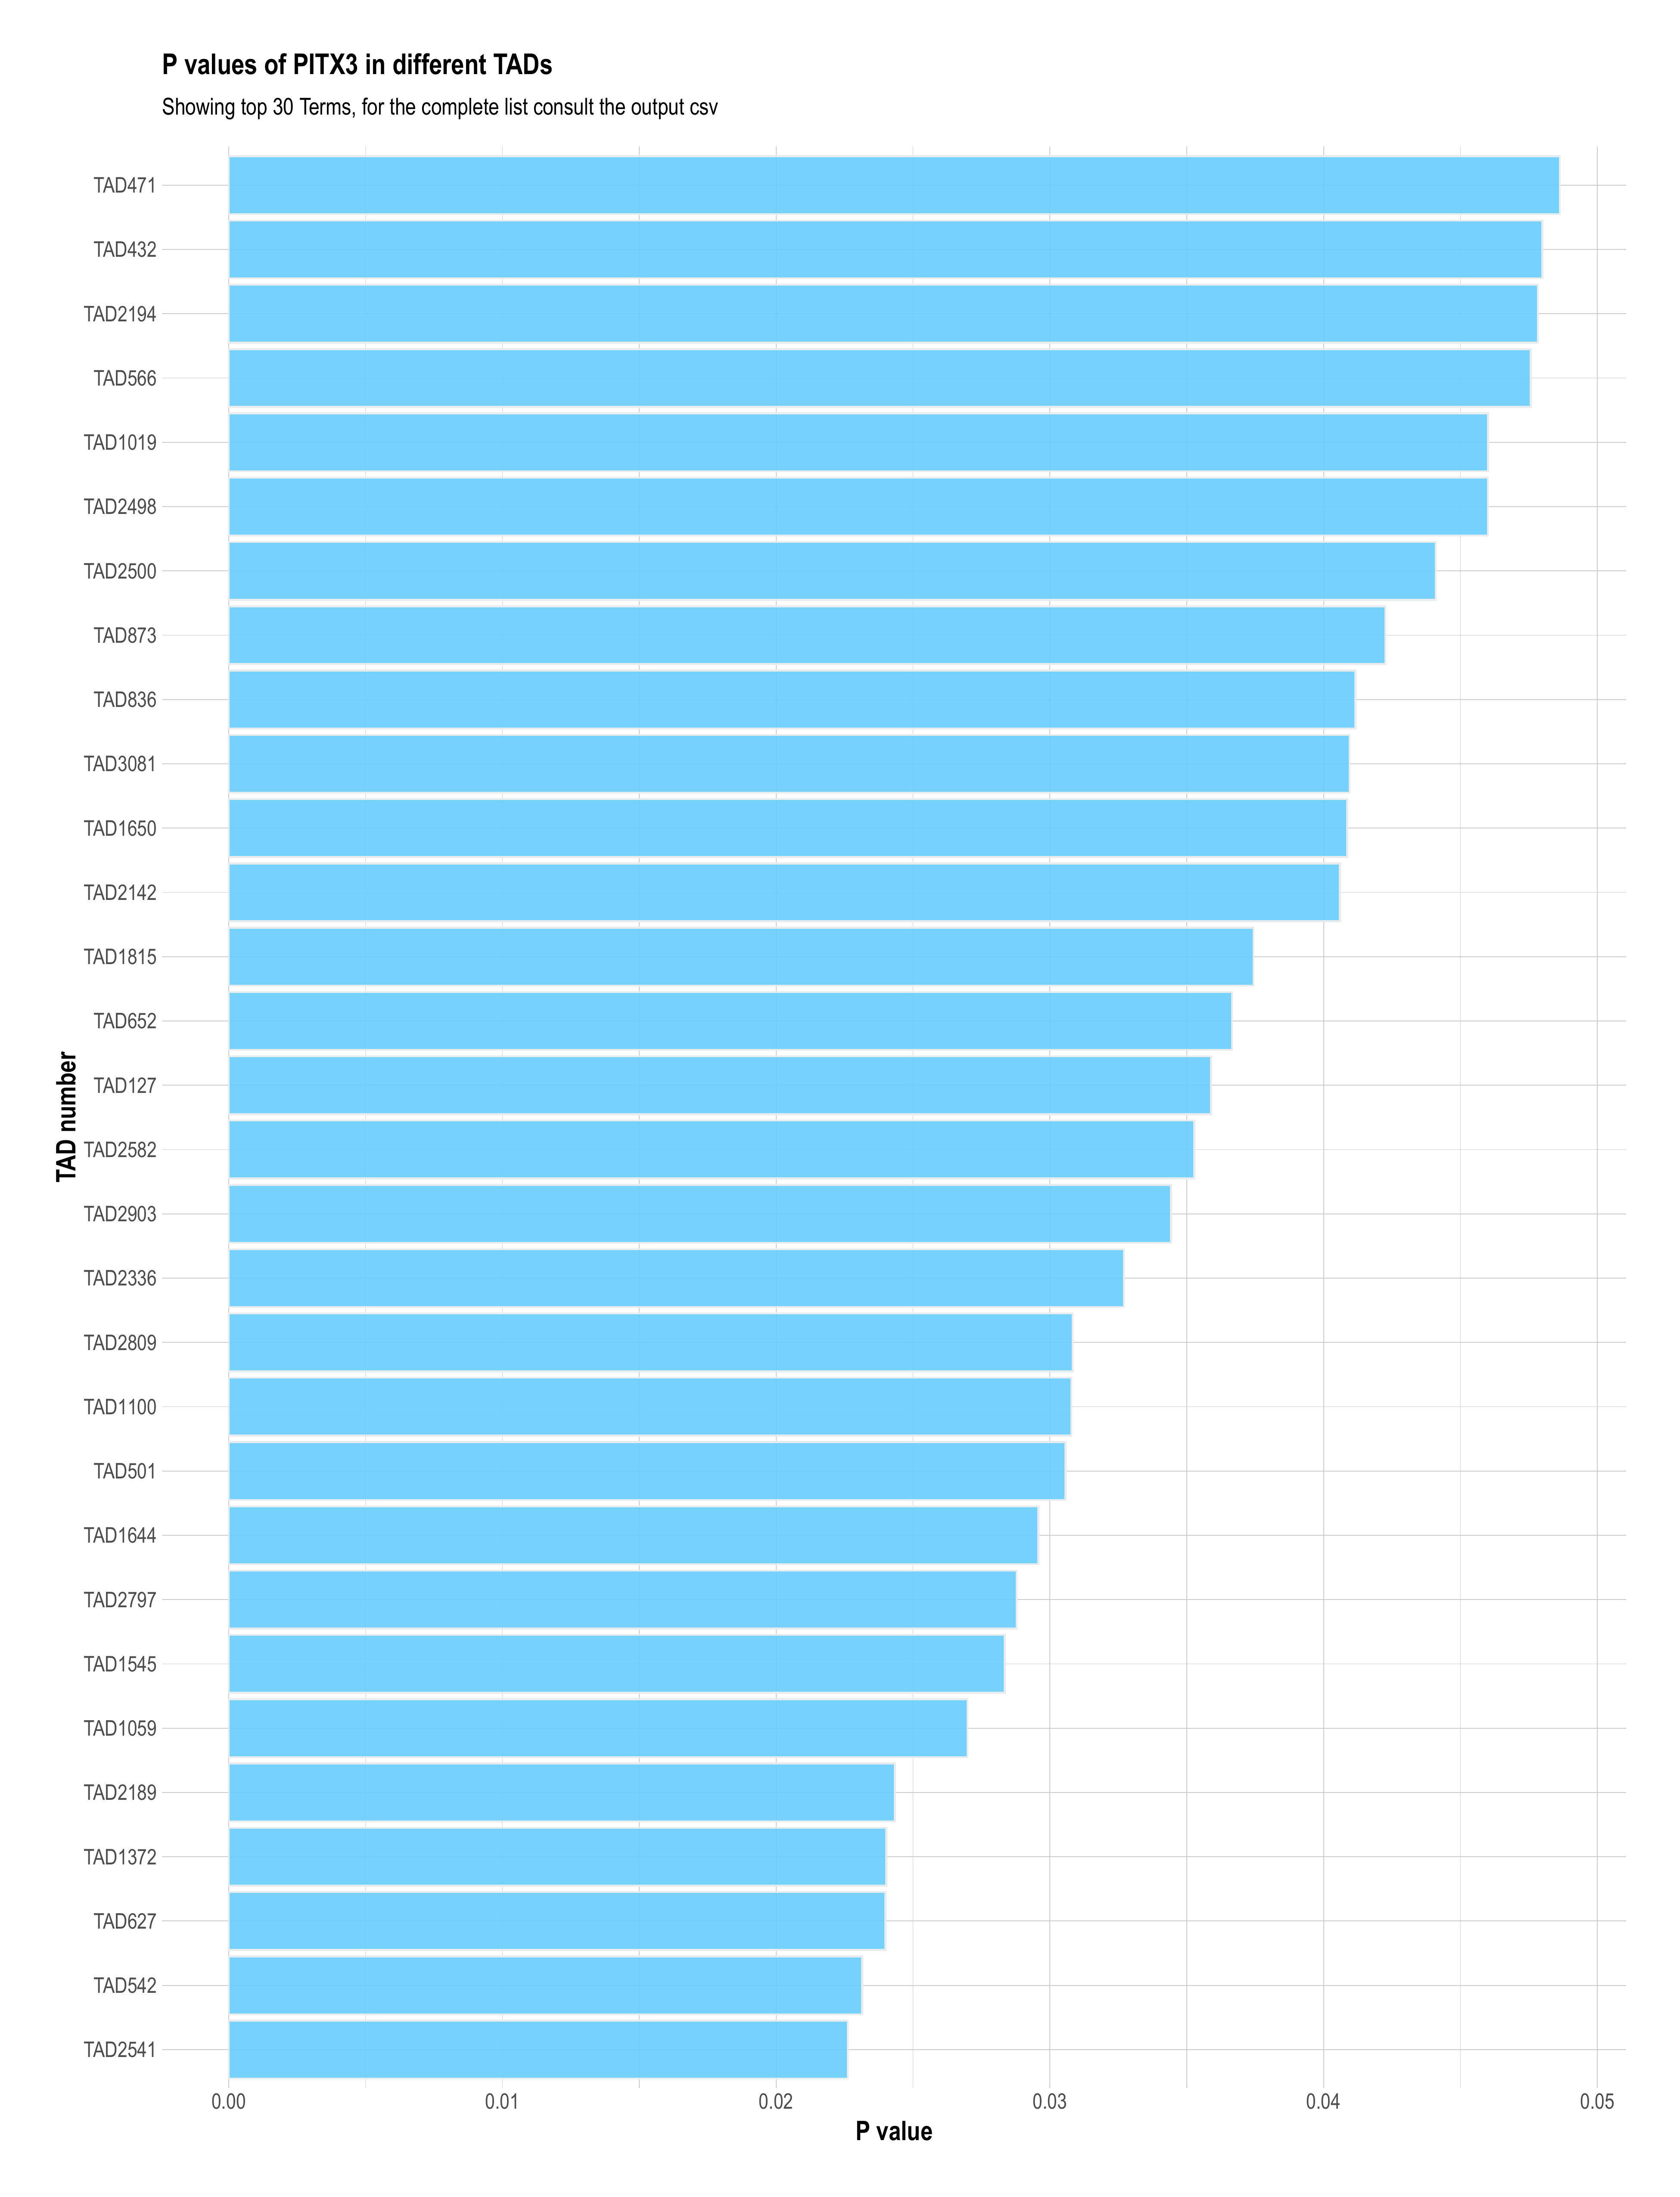 P values of PITX3 in different TADs
Showing top 30 Terms, for the complete list consult the output csv
TAD471
TAD432
TAD2194
TAD566
TAD1019
TAD2498
TAD2500
TAD873
TAD836
TAD3081
TAD1650
TAD2142
TAD1815
TAD652
TAD127
TAD2582
TAD2903
TAD2336
TAD2809
TAD1100
TAD501
TAD1644
TAD2797
TAD1545
TAD1059
TAD2189
TAD1372
TAD627
TAD542
TAD2541
TAD number
0.00 0.01 0.02 0.03 0.04 0.05
P value